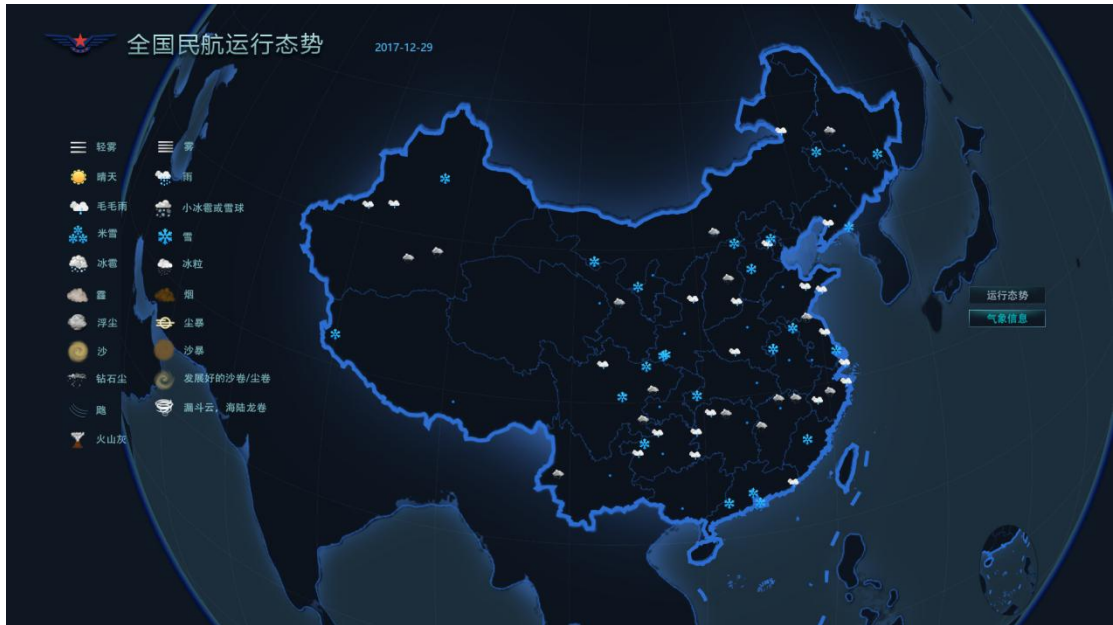 全国民航运行态势
2017-12-29
轻雾 雾
晴天 雨
毛毛雨 小冰雹或雪球
米雪 雪
冰雹 冰粒
霾 烟
浮尘 尘暴
沙 沙暴
钻石尘 发展好的沙卷/尘卷
飑 漏斗云，海陆龙卷
火山灰
运行态势
气象信息